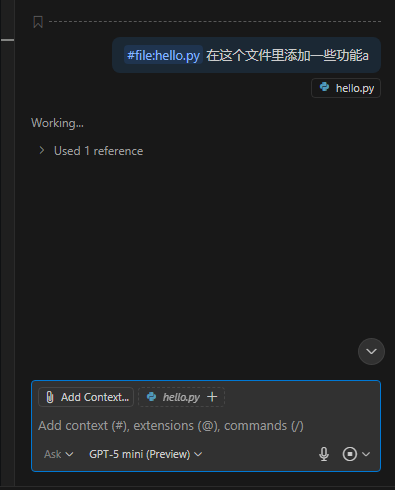 #file:hello.py 在这个文件里添加一些功能a
hello.py
Working...
Used 1 reference
Add Context...
hello.py
Add context (#), extensions (@), commands (/)
Ask
GPT-5 mini (Preview)